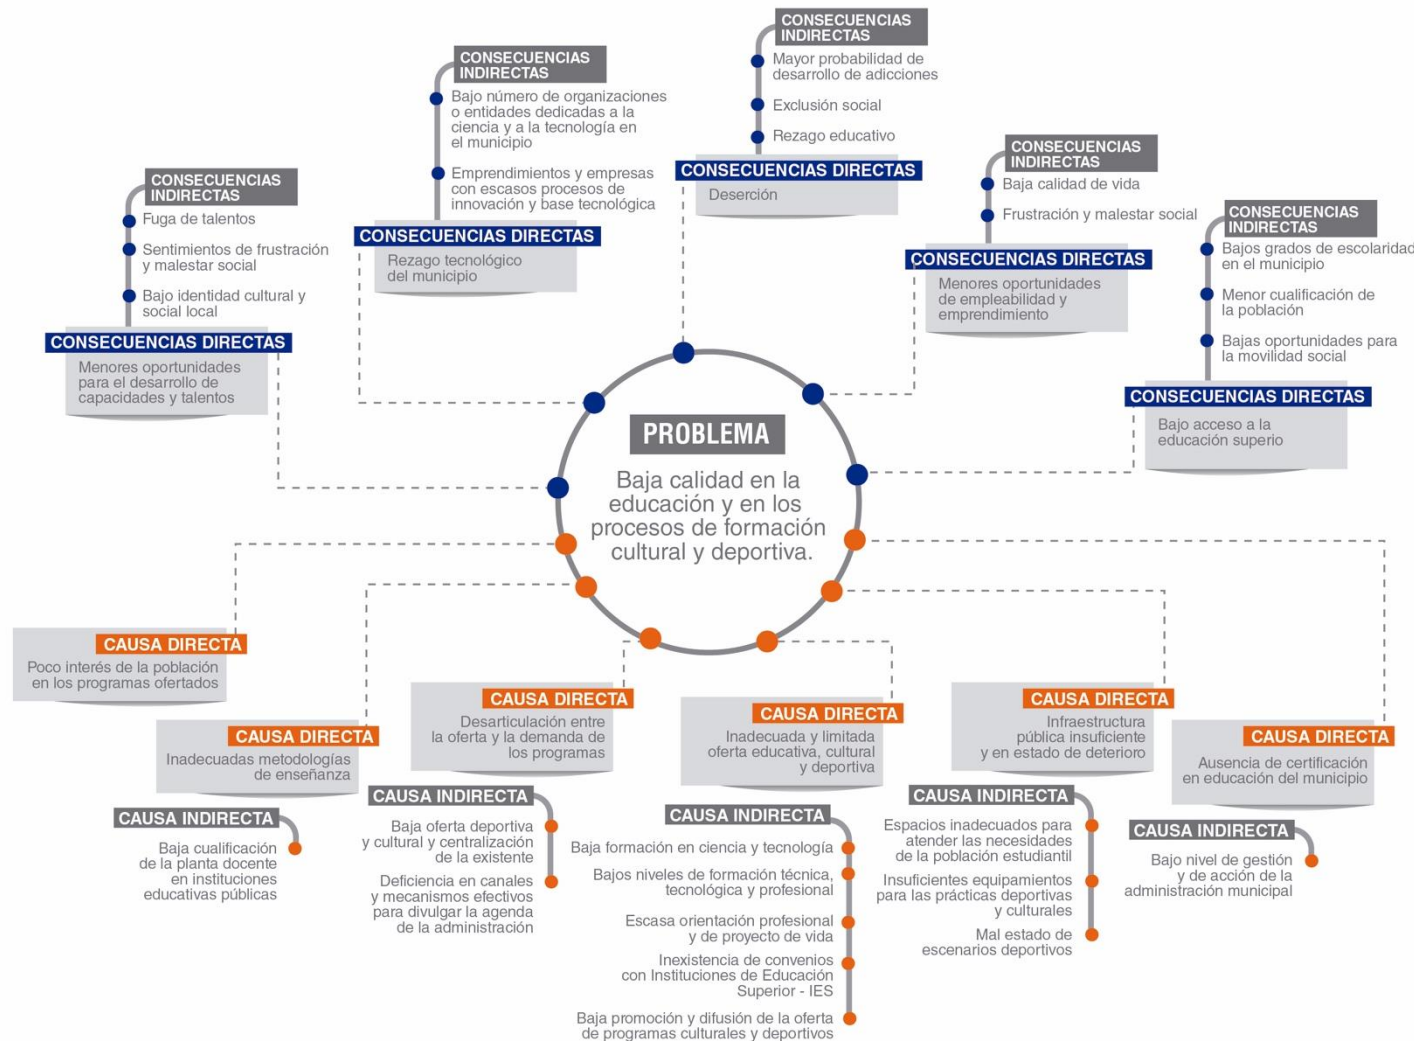 CONSECUENCIAS
INDIRECTAS
Fuga de talentos
Sentimientos de frustración
y malestar social
Bajo identidad cultural y
social local
CONSECUENCIAS DIRECTAS
Menores oportunidades
para el desarrollo de
capacidades y talentos
CONSECUENCIAS
INDIRECTAS
Bajo número de organizaciones
o entidades dedicadas a la
ciencia y a la tecnología en
el municipio
Emprendimientos y empresas
con escasos procesos de
innovación y base tecnológica
CONSECUENCIAS DIRECTAS
Rezago tecnológico
del municipio
CONSECUENCIAS
INDIRECTAS
Mayor probabilidad de
desarrollo de adicciones
Exclusión social
Rezago educativo
CONSECUENCIAS DIRECTAS
Deserción
CONSECUENCIAS
INDIRECTAS
Baja calidad de vida
Frustración y malestar social
CONSECUENCIAS DIRECTAS
Menores oportunidades
de empleabilidad y
emprendimiento
CONSECUENCIAS
INDIRECTAS
Bajos grados de escolaridad
en el municipio
Menor cualificación de
la población
Bajas oportunidades para
la movilidad social
CONSECUENCIAS DIRECTAS
Bajo acceso a la
educación superio
PROBLEMA
Baja calidad en la
educación y en los
procesos de formación
cultural y deportiva.
CAUSA DIRECTA
Poco interés de la población
en los programas ofertados
CAUSA DIRECTA
Inadecuadas metodologías
de enseñanza
CAUSA INDIRECTA
Baja cualificación
de la planta docente
en instituciones
educativas públicas
CAUSA DIRECTA
Desarticulación entre
la oferta y la demanda de
los programas
CAUSA INDIRECTA
Baja oferta deportiva
y cultural y centralización
de la existente
Deficiencia en canales
y mecanismos efectivos
para divulgar la agenda
de la administración
CAUSA DIRECTA
Inadecuada y limitada
oferta educativa, cultural
y deportiva
CAUSA INDIRECTA
Baja formación en ciencia y tecnología
Bajos niveles de formación técnica,
tecnológica y profesional
Escasa orientación profesional
y de proyecto de vida
Inexistencia de convenios
con Instituciones de Educación
Superior - IES
Baja promoción y difusión de la oferta
de programas culturales y deportivos
CAUSA DIRECTA
Infraestructura
pública insuficiente
y en estado de deterioro
CAUSA INDIRECTA
Espacios inadecuados para
atender las necesidades
de la población estudiantil
Insuficientes equipamientos
para las prácticas deportivas
y culturales
Mal estado de
escenarios deportivos
CAUSA DIRECTA
Ausencia de certificación
en educación del municipio
CAUSA INDIRECTA
Bajo nivel de gestión
y de acción de la
administración municipal